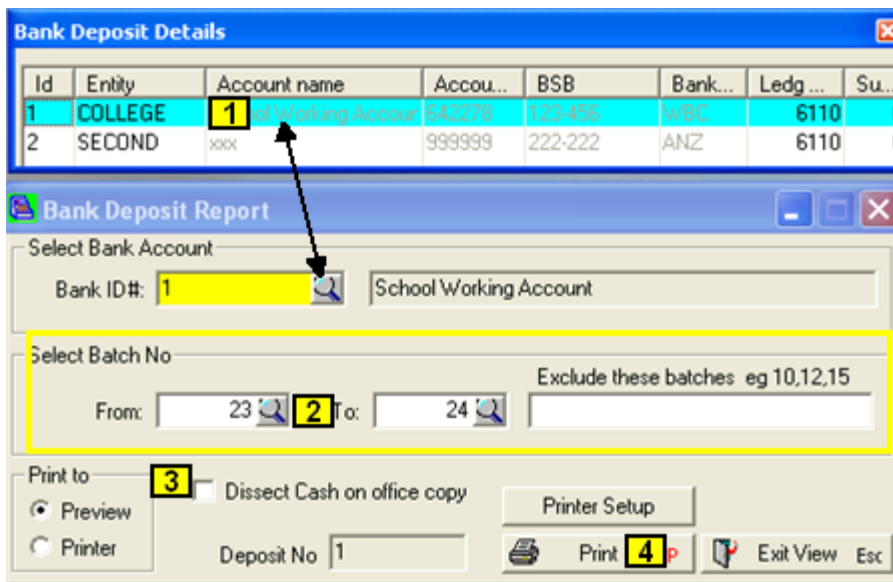 Bank Deposit Details
Id Entity Account name Accou... BSB Bank... Ledg ... Su...
1 COLLEGE 1 ool Working Accour 642278 123-456 WBC 6110
2 SECOND xxx 999999 222-222 ANZ 6110
Bank Deposit Report
Select Bank Account
Bank ID#: 1 School Working Account
Select Batch No
Exclude these batches eg 10,12,15
From: 23 2 To: 24
Print to
3 Dissect Cash on office copy
Preview
Printer Setup
Printer Deposit No 1 Print 4 P Exit View Esc